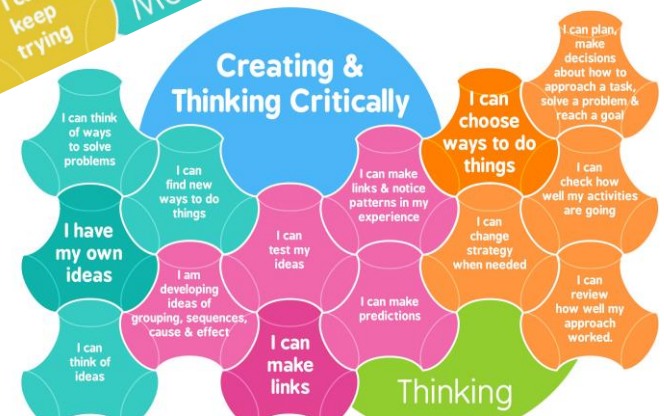 keep
trying
Creating &
Thinking Critically
I can think
of ways
to solve
problems
I can
find new
ways to do
things
I have
my own
ideas
I can
think of
ideas
I am
developing
ideas of
grouping, sequences,
cause & effect
I can
test my
ideas
I can
make
links
I can make
links & notice
patterns in my
experience
I can make
predictions
I can
choose
ways to do
things
I can
change
strategy
when needed
I can plan,
make
decisions
about how to
approach a task,
solve a problem &
reach a goal
I can
check how
well my activities
are going
I can
review
how well my
approach
worked.
Thinking